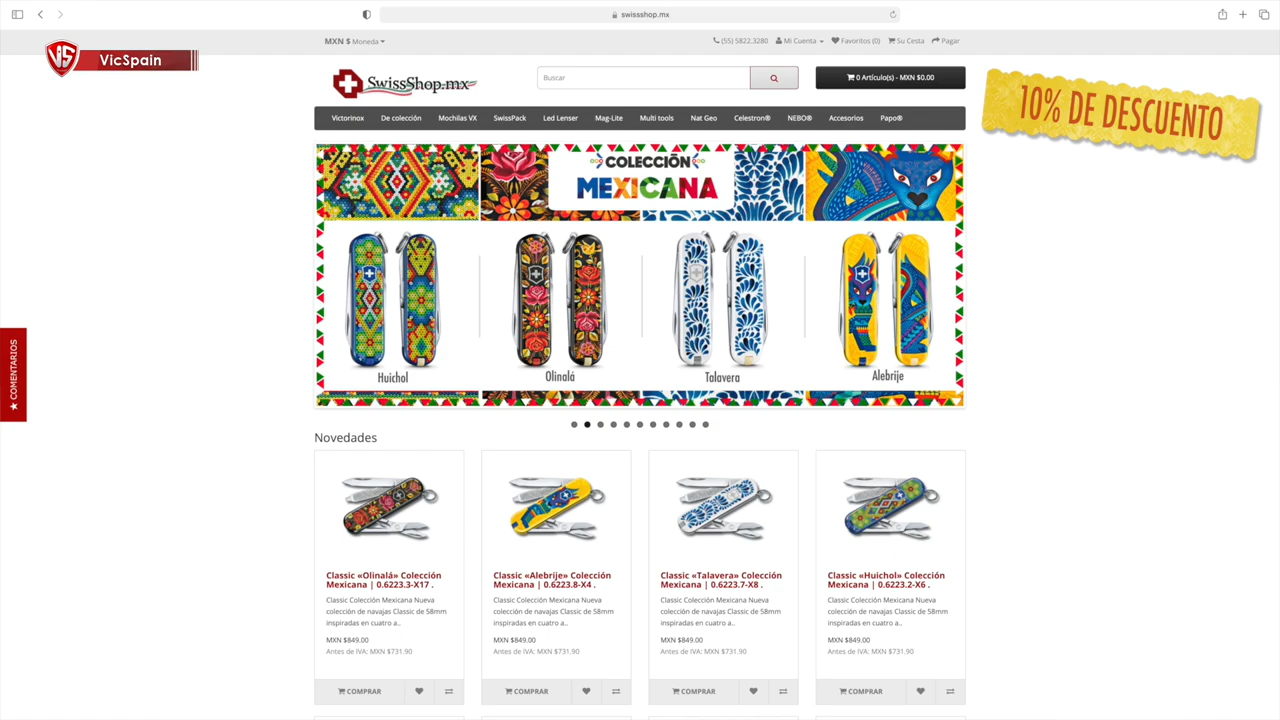 swissshop.mx
VS VicSpain
MXN $ Moneda
(55) 5822.3280 Mi Cuenta Favoritos (0) Su Cesta Pagar
SwissShop.mx
Buscar
0 Artículo(s) - MXN $0.00
10% DE DESCUENTO
Victorinox De colección Mochilas VX SwissPack Led Lenser Mag-Lite Multi tools Nat Geo Celestron® NEBO® Accesorios Papo®
COLECCIÓN
MEXICANA
Huichol Olinalá Talavera Alebrije
★ COMENTARIOS
Novedades
Classic «Olinalá» Colección
Mexicana | 0.6223.3-X17 .
Classic Colección Mexicana Nueva
colección de navajas Classic de 58mm
inspiradas en cuatro a..
MXN $849.00
Antes de IVA: MXN $731.90
COMPRAR
Classic «Alebrije» Colección
Mexicana | 0.6223.8-X4 .
Classic Colección Mexicana Nueva
colección de navajas Classic de 58mm
inspiradas en cuatro a..
MXN $849.00
Antes de IVA: MXN $731.90
COMPRAR
Classic «Talavera» Colección
Mexicana | 0.6223.7-X8 .
Classic Colección Mexicana Nueva
colección de navajas Classic de 58mm
inspiradas en cuatro a..
MXN $849.00
Antes de IVA: MXN $731.90
COMPRAR
Classic «Huichol» Colección
Mexicana | 0.6223.2-X6 .
Classic Colección Mexicana Nueva
colección de navajas Classic de 58mm
inspiradas en cuatro a..
MXN $849.00
Antes de IVA: MXN $731.90
COMPRAR